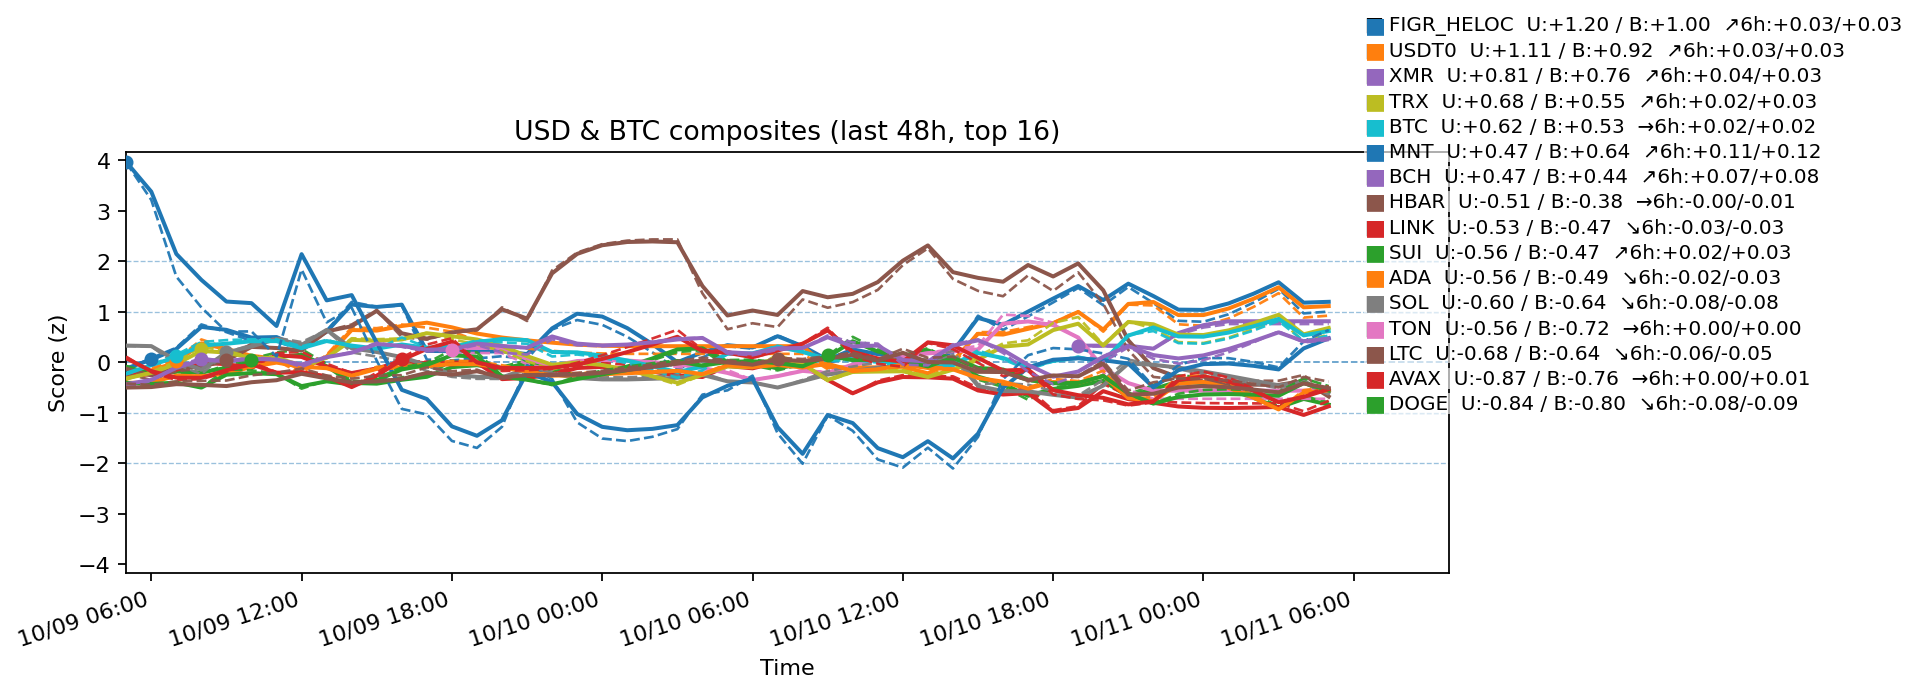 FIGR_HELOC U:+1.20 / B:+1.00 ↗6h:+0.03/+0.03
USDT0 U:+1.11 / B:+0.92 ↗6h:+0.03/+0.03
XMR U:+0.81 / B:+0.76 ↗6h:+0.04/+0.03
TRX U:+0.68 / B:+0.55 ↗6h:+0.02/+0.03
BTC U:+0.62 / B:+0.53 →6h:+0.02/+0.02
MNT U:+0.47 / B:+0.64 ↗6h:+0.11/+0.12
BCH U:+0.47 / B:+0.44 ↗6h:+0.07/+0.08
HBAR U:-0.51 / B:-0.38 →6h:-0.00/-0.01
LINK U:-0.53 / B:-0.47 ↘6h:-0.03/-0.03
SUI U:-0.56 / B:-0.47 ↗6h:+0.02/+0.03
ADA U:-0.56 / B:-0.49 ↘6h:-0.02/-0.03
SOL U:-0.60 / B:-0.64 ↘6h:-0.08/-0.08
TON U:-0.56 / B:-0.72 →6h:+0.00/+0.00
LTC U:-0.68 / B:-0.64 ↘6h:-0.06/-0.05
AVAX U:-0.87 / B:-0.76 →6h:+0.00/+0.01
DOGE U:-0.84 / B:-0.80 ↘6h:-0.08/-0.09
USD & BTC composites (last 48h, top 16)
Score (z)
4
3
2
1
0
−1
−2
−3
−4
10/09 06:00
10/09 12:00
10/09 18:00
10/10 00:00
10/10 06:00
10/10 12:00
10/10 18:00
10/11 00:00
10/11 06:00
Time